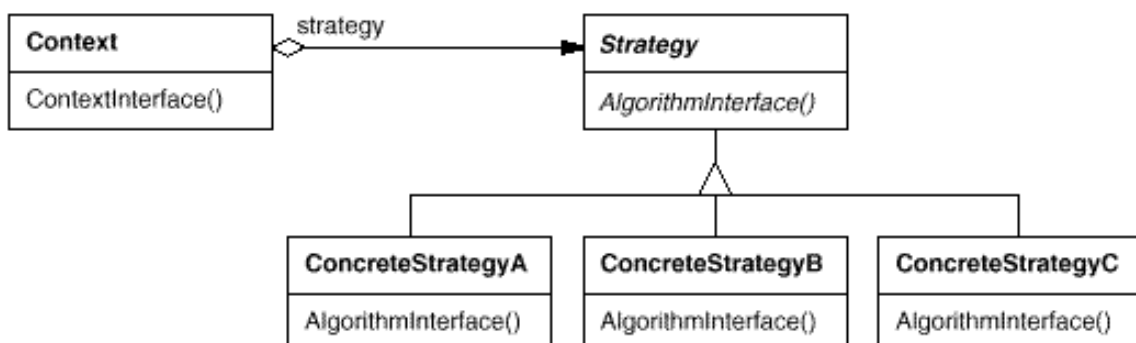 strategy
Context
Strategy
ContextInterface()
AlgorithmInterface()
ConcreteStrategyA
ConcreteStrategyB
ConcreteStrategyC
AlgorithmInterface()
AlgorithmInterface()
AlgorithmInterface()